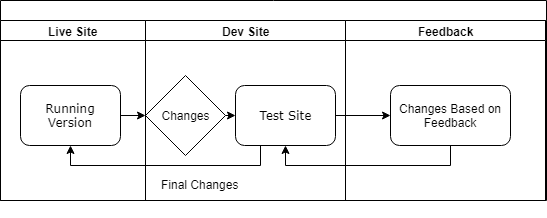 Live Site
Dev Site
Feedback
Running
Version
Changes
Test Site
Changes Based on
Feedback
Final Changes